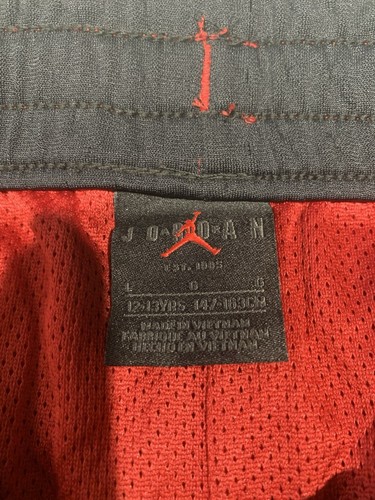 JORDAN
EST. 1985
L G G
12-13YRS 147-163CM
MADE IN VIETNAM
FABRIQUE AU VIETNAM
HECHO EN VIETNAM